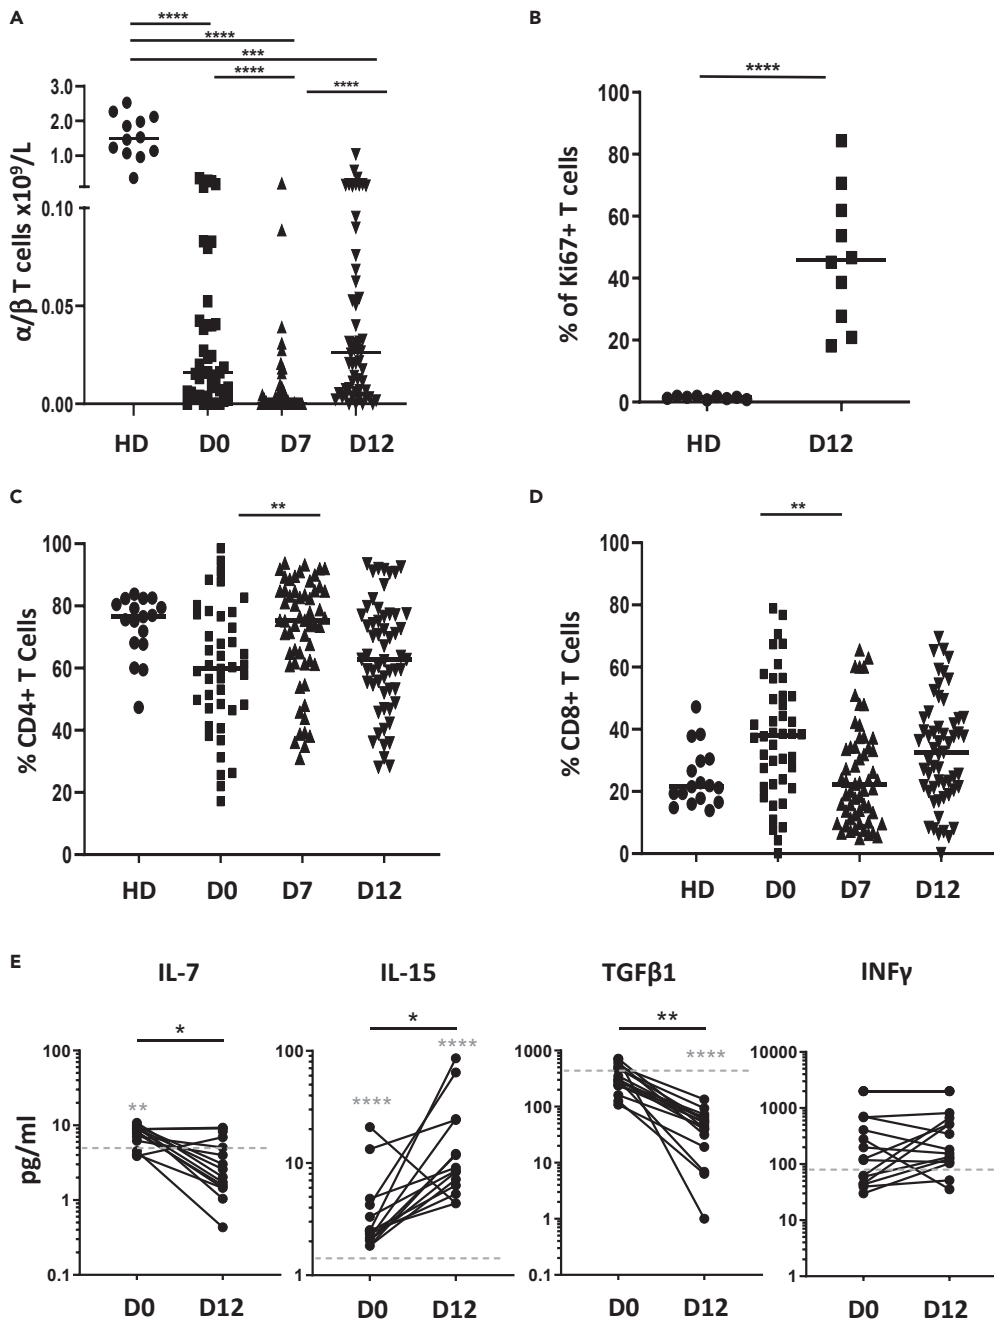 A
****
****
***
****
****
α/β T cells x10⁹/L
3.0
2.0
1.0
0.10
0.05
0.00
HD D0 D7 D12
B
****
% of Ki67+ T cells
100
80
60
40
20
0
HD D12
C
**
% CD4+ T Cells
100
80
60
40
20
0
HD D0 D7 D12
D
**
% CD8+ T Cells
100
80
60
40
20
0
HD D0 D7 D12
E
pg/ml
IL-7
*
**
100
10
1
0.1
D0 D12
IL-15
*
****
****
100
10
1
D0 D12
TGFβ1
**
****
1000
100
10
1
0.1
D0 D12
INFγ
10000
1000
100
10
1
D0 D12